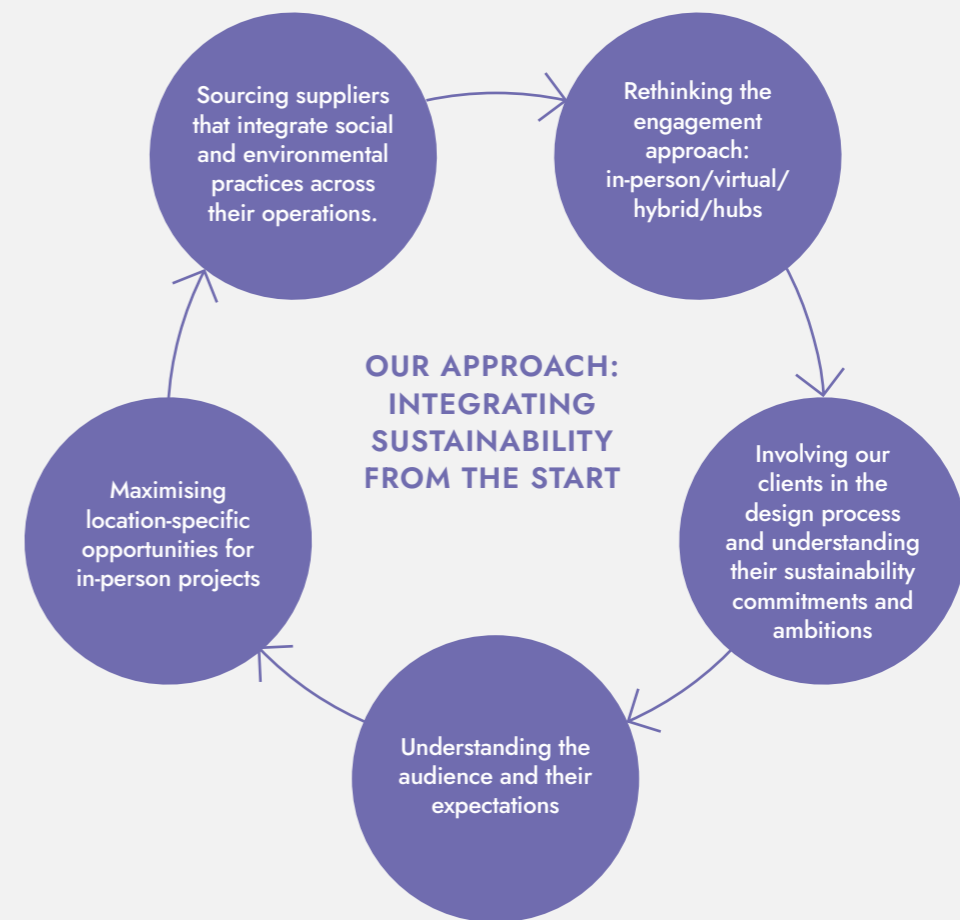 Sourcing suppliers
that integrate social
and environmental
practices across
their operations.
Rethinking the
engagement
approach:
in-person/virtual/
hybrid/hubs
OUR APPROACH:
INTEGRATING
SUSTAINABILITY
FROM THE START
Involving our
clients in the
design process
and understanding
their sustainability
commitments and
ambitions
Understanding the
audience and their
expectations
Maximising
location-specific
opportunities for
in-person projects